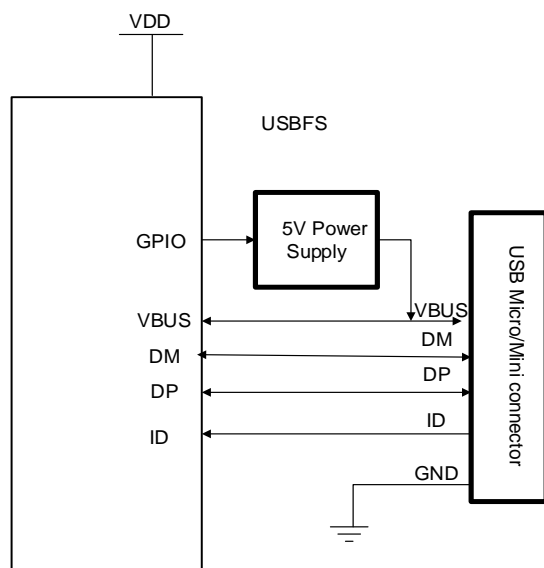 VDD
USBFS
5V Power
Supply
GPIO
VBUS
VBUS
DM
DM
DP
DP
ID
ID
GND
USB Micro/Mini connector